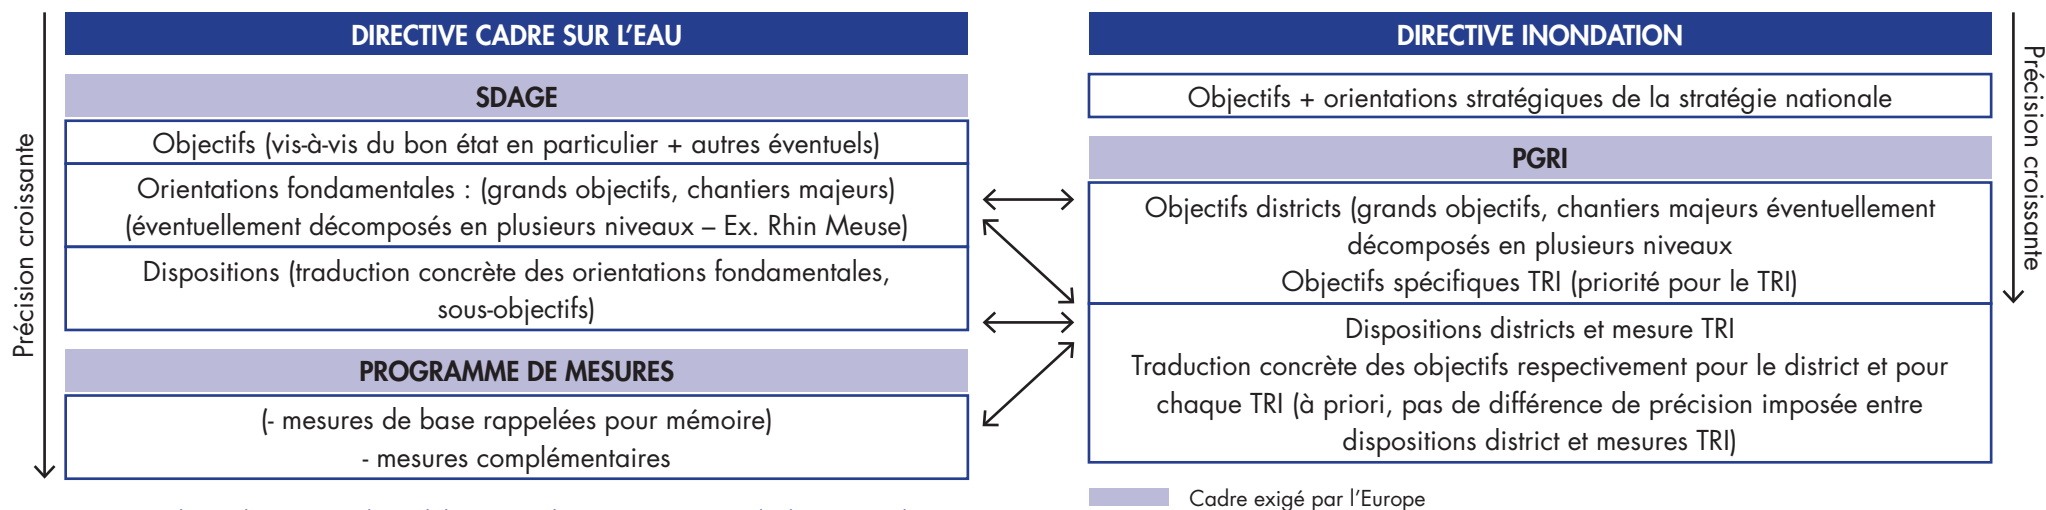 Précision croissante
DIRECTIVE CADRE SUR L'EAU
SDAGE
Objectifs (vis-à-vis du bon état en particulier + autres éventuels)
Orientations fondamentales : (grands objectifs, chantiers majeurs)
(éventuellement décomposés en plusieurs niveaux – Ex. Rhin Meuse)
Dispositions (traduction concrète des orientations fondamentales,
sous-objectifs)
PROGRAMME DE MESURES
(- mesures de base rappelées pour mémoire)
- mesures complémentaires
DIRECTIVE INONDATION
Objectifs + orientations stratégiques de la stratégie nationale
PGRI
Objectifs districts (grands objectifs, chantiers majeurs éventuellement
décomposés en plusieurs niveaux
Objectifs spécifiques TRI (priorité pour le TRI)
Dispositions districts et mesure TRI
Traduction concrète des objectifs respectivement pour le district et pour
chaque TRI (à priori, pas de différence de précision imposée entre
dispositions district et mesures TRI)
Précision croissante
Cadre exigé par l'Europe